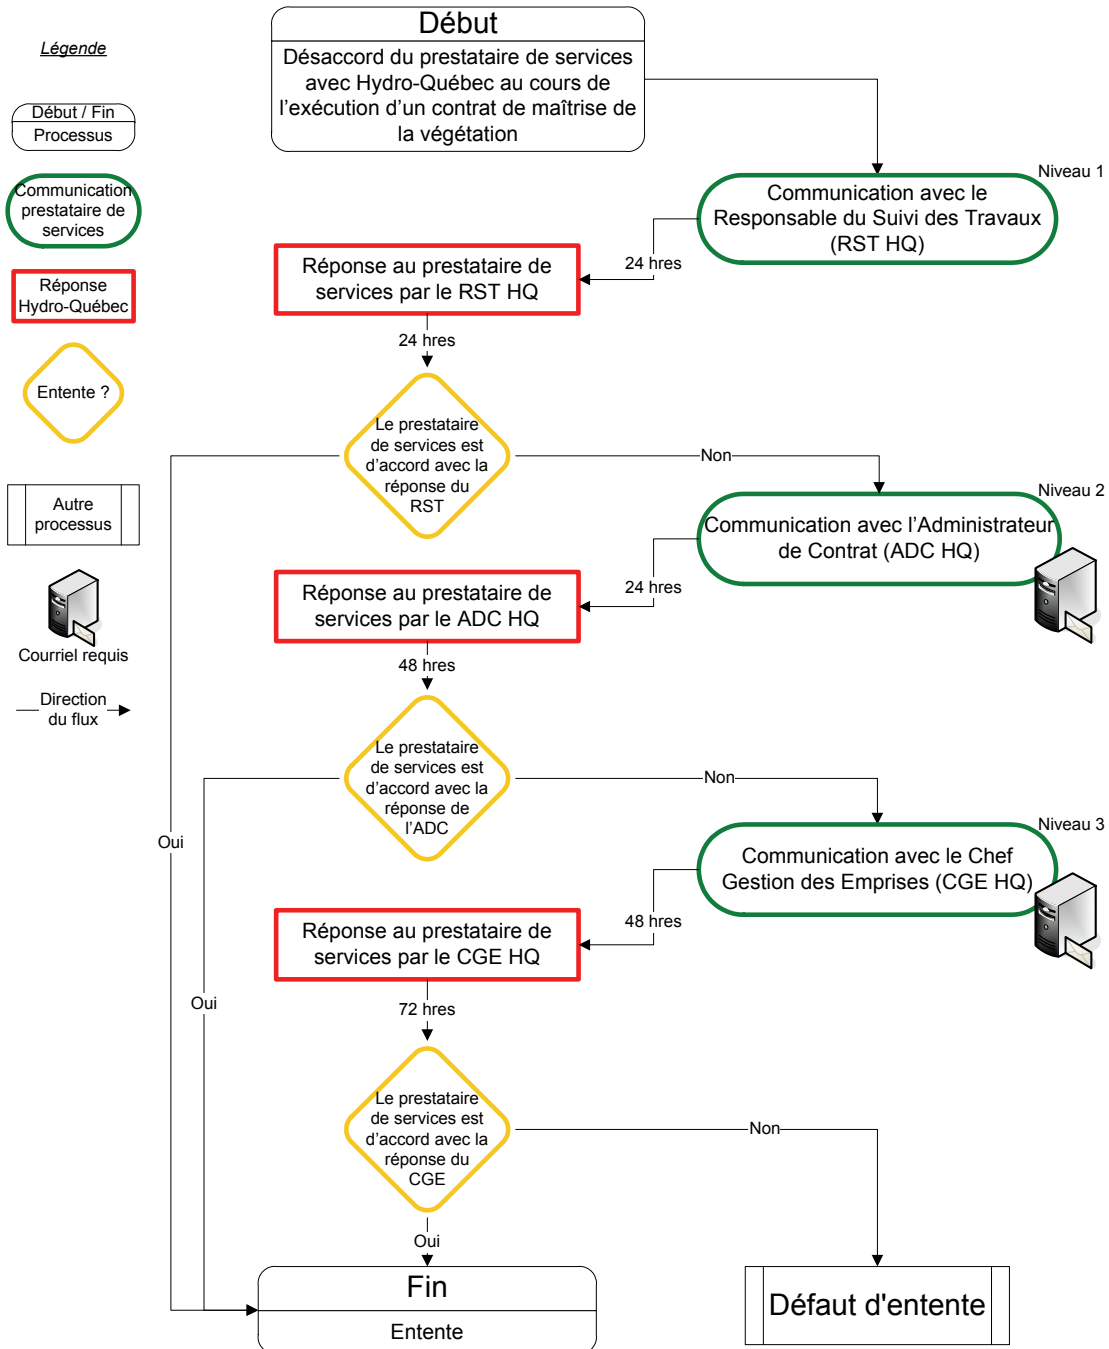 Légende
Début / Fin
Processus
Communication
prestataire de
services
Réponse
Hydro-Québec
Entente ?
Autre
processus
Courriel requis
Direction
du flux
Début
Désaccord du prestataire de services
avec Hydro-Québec au cours de
l'exécution d'un contrat de maîtrise de
la végétation
Niveau 1
Communication avec le
Responsable du Suivi des Travaux
(RST HQ)
24 hres
Réponse au prestataire de
services par le RST HQ
24 hres
Le prestataire
de services est
d'accord avec la
réponse du
RST
Non
Niveau 2
Communication avec l'Administrateur
de Contrat (ADC HQ)
24 hres
Réponse au prestataire de
services par le ADC HQ
48 hres
Le prestataire
de services est
d'accord avec la
réponse de
l'ADC
Non
Oui
Niveau 3
Communication avec le Chef
Gestion des Emprises (CGE HQ)
48 hres
Réponse au prestataire de
services par le CGE HQ
Oui
72 hres
Le prestataire
de services est
d'accord avec la
réponse du
CGE
Non
Oui
Fin
Entente
Défaut d'entente